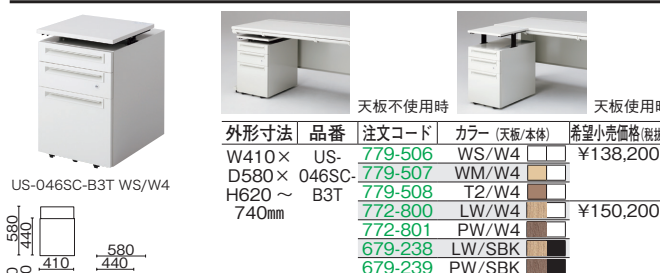 天板不使用時
天板使用時
US-046SC-B3T WS/W4
外形寸法 品番 注文コード カラー (天板/本体) 希望小売価格(税抜
W410×D580×H620～740㎜ US-046SC-B3T
779-506 WS/W4 ¥138,200
779-507 WM/W4
779-508 T2/W4
772-800 LW/W4 ¥150,200
772-801 PW/W4
679-238 LW/SBK
679-239 PW/SBK
580
440
410
580
440